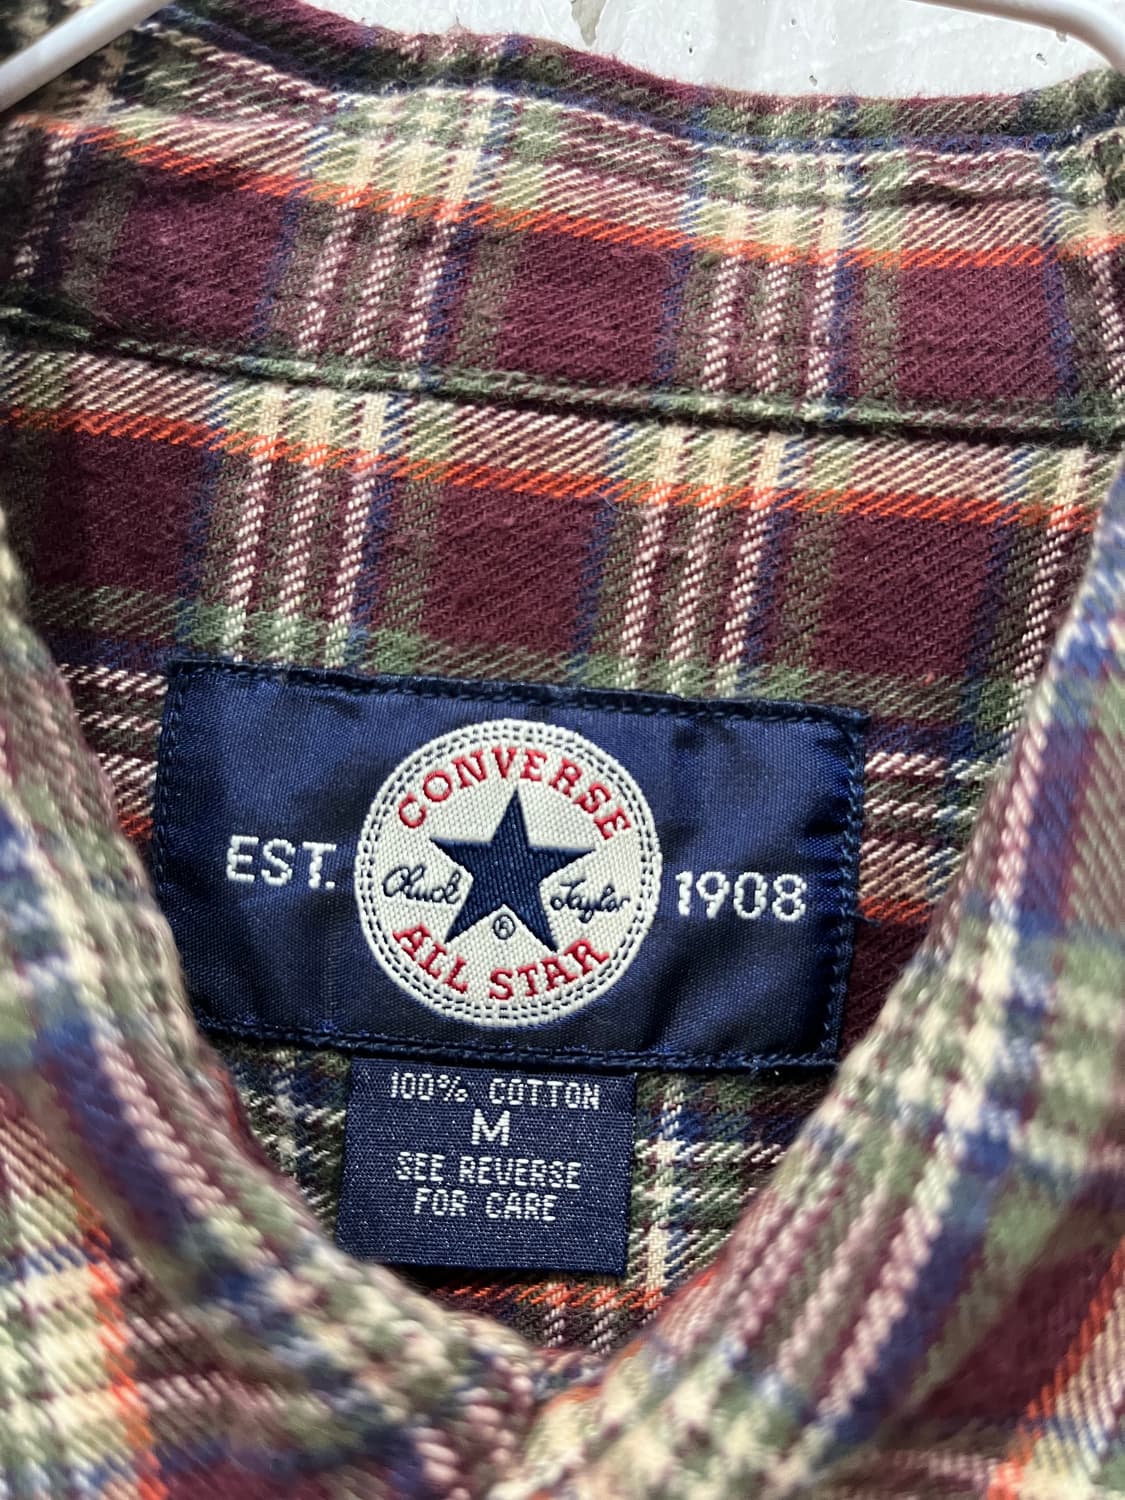 CONVERSE
EST. Chuck Taylor 1908
®
ALL STAR
100% COTTON
M
SEE REVERSE
FOR CARE